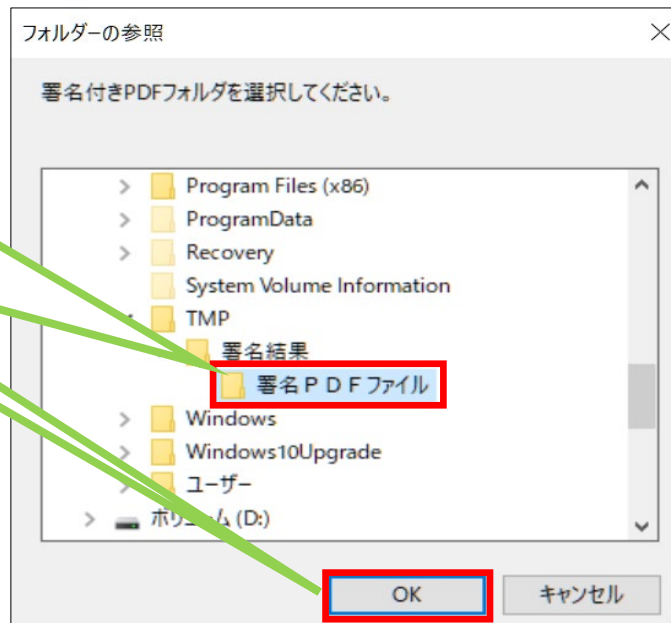 フォルダーの参照
署名付きPDFフォルダを選択してください。
Program Files (x86)
ProgramData
Recovery
System Volume Information
TMP
署名結果
署名ＰＤＦファイル
Windows
Windows10Upgrade
ユーザー
ボリューム (D:)
OK
キャンセル